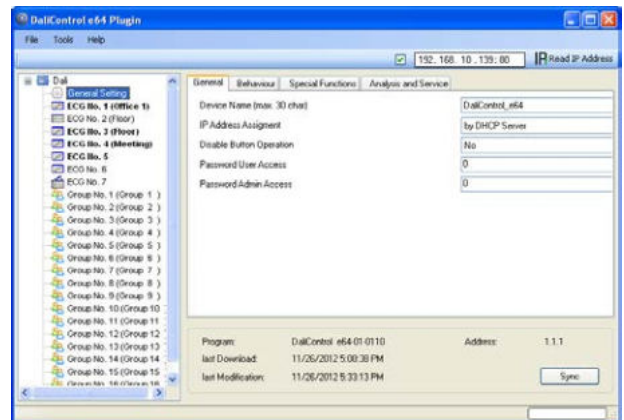 DaliControl e64 Plugin
File Tools Help
192. 168. 10 .139: 00 IP Read IP Address
Dali
General Setting
ECG No. 1 (Office 1)
ECG No. 2 (Floor)
ECG No. 3 (Floor)
ECG No. 4 (Meeting)
ECG No. 5
ECG No. 6
ECG No. 7
Group No. 1 (Group 1 )
Group No. 2 (Group 2 )
Group No. 3 (Group 3 )
Group No. 4 (Group 4 )
Group No. 5 (Group 5 )
Group No. 6 (Group 6 )
Group No. 7 (Group 7 )
Group No. 8 (Group 8 )
Group No. 9 (Group 9 )
Group No. 10 (Group 10
Group No. 11 (Group 11
Group No. 12 (Group 12
Group No. 13 (Group 13
Group No. 14 (Group 14
Group No. 15 (Group 15
Group No. 16 (Group 16
General Behaviour Special Functions Analysis and Service
Device Name (max. 30 char) DaliControl_e64
IP Address Assigment by DHCP Server
Disable Button Operation No
Password User Access 0
Password Admin Access 0
Program: DaliControl e64-01-0110 Address: 1.1.1
last Download: 11/26/2012 5:08:38 PM
last Modification: 11/26/2012 5:33:13 PM Sync